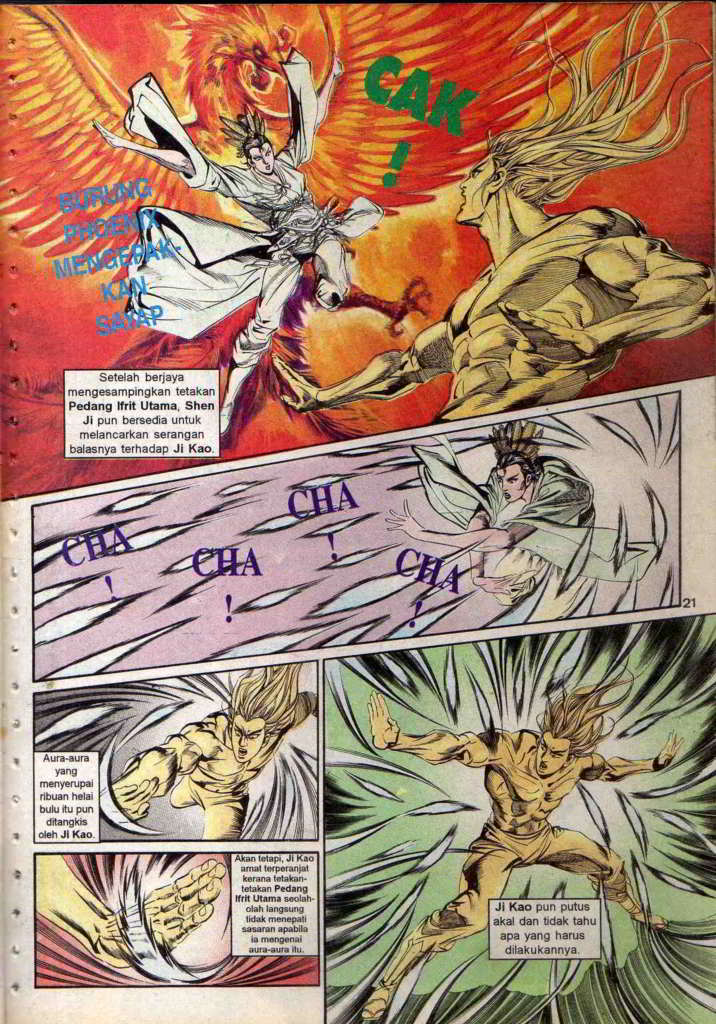 CAK
!
BURUNG
PHOENIX
MENGEPAK-
KAN
SAYAP
Setelah berjaya
mengesampingkan tetakan
Pedang Ifrit Utama, Shen
Ji pun bersedia untuk
melancarkan serangan
balasnya terhadap Ji Kao.
CHA
!
CHA
!
CHA
!
CHA
!
21
Aura-aura
yang
menyerupai
ribuan helai
bulu itu pun
ditangkis
oleh Ji Kao.
Akan tetapi, Ji Kao
amat terperanjat
kerana tetakan-
tetakan Pedang
Ifrit Utama seolah-
olah langsung
tidak menepati
sasaran apabila
ia mengenai
aura-aura itu.
Ji Kao pun putus
akal dan tidak tahu
apa yang harus
dilakukannya.